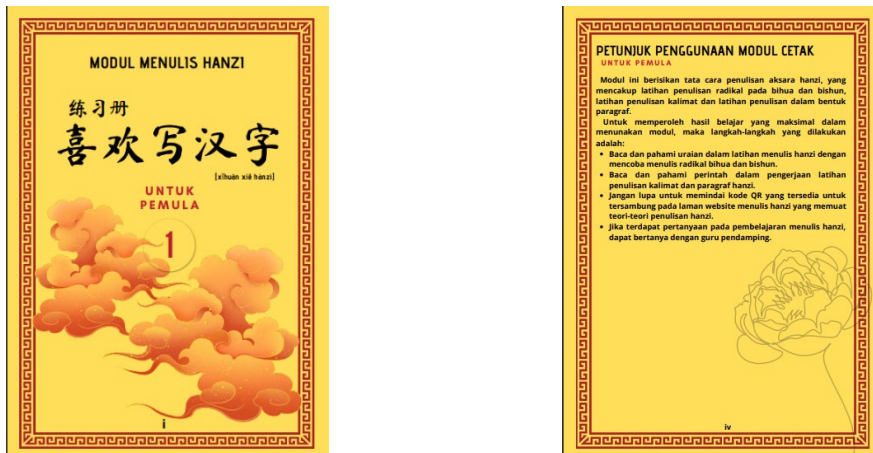 MODUL MENULIS HANZI
练习册
喜欢写汉字
[xǐhuān xiě hànzì]
UNTUK
PEMULA
1
i
PETUNJUK PENGGUNAAN MODUL CETAK
UNTUK PEMULA
Modul ini berisikan tata cara penulisan aksara hanzi, yang
mencakup latihan penulisan radikal pada bihua dan bishun,
latihan penulisan kalimat dan latihan penulisan dalam bentuk
paragraf.
Untuk memperoleh hasil belajar yang maksimal dalam
menunakan modul, maka langkah-langkah yang dilakukan
adalah:
• Baca dan pahami uraian dalam latihan menulis hanzi dengan
mencoba menulis radikal bihua dan bishun.
• Baca dan pahami perintah dalam pengerjaan latihan
penulisan kalimat dan paragraf hanzi.
• Jangan lupa untuk memindai kode QR yang tersedia untuk
tersambung pada laman website menulis hanzi yang memuat
teori-teori penulisan hanzi.
• Jika terdapat pertanyaan pada pembelajaran menulis hanzi,
dapat bertanya dengan guru pendamping.
iv